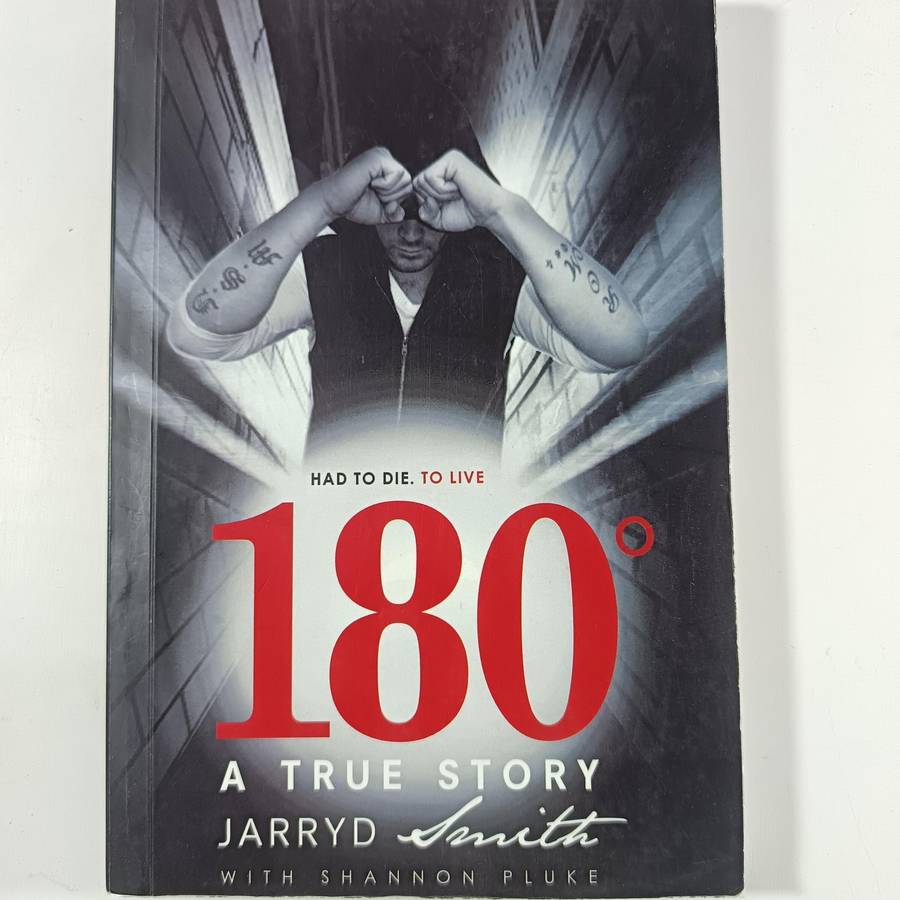 HAD TO DIE. TO LIVE
180°
A TRUE STORY
JARRYD Smith
WITH SHANNON PLUKE